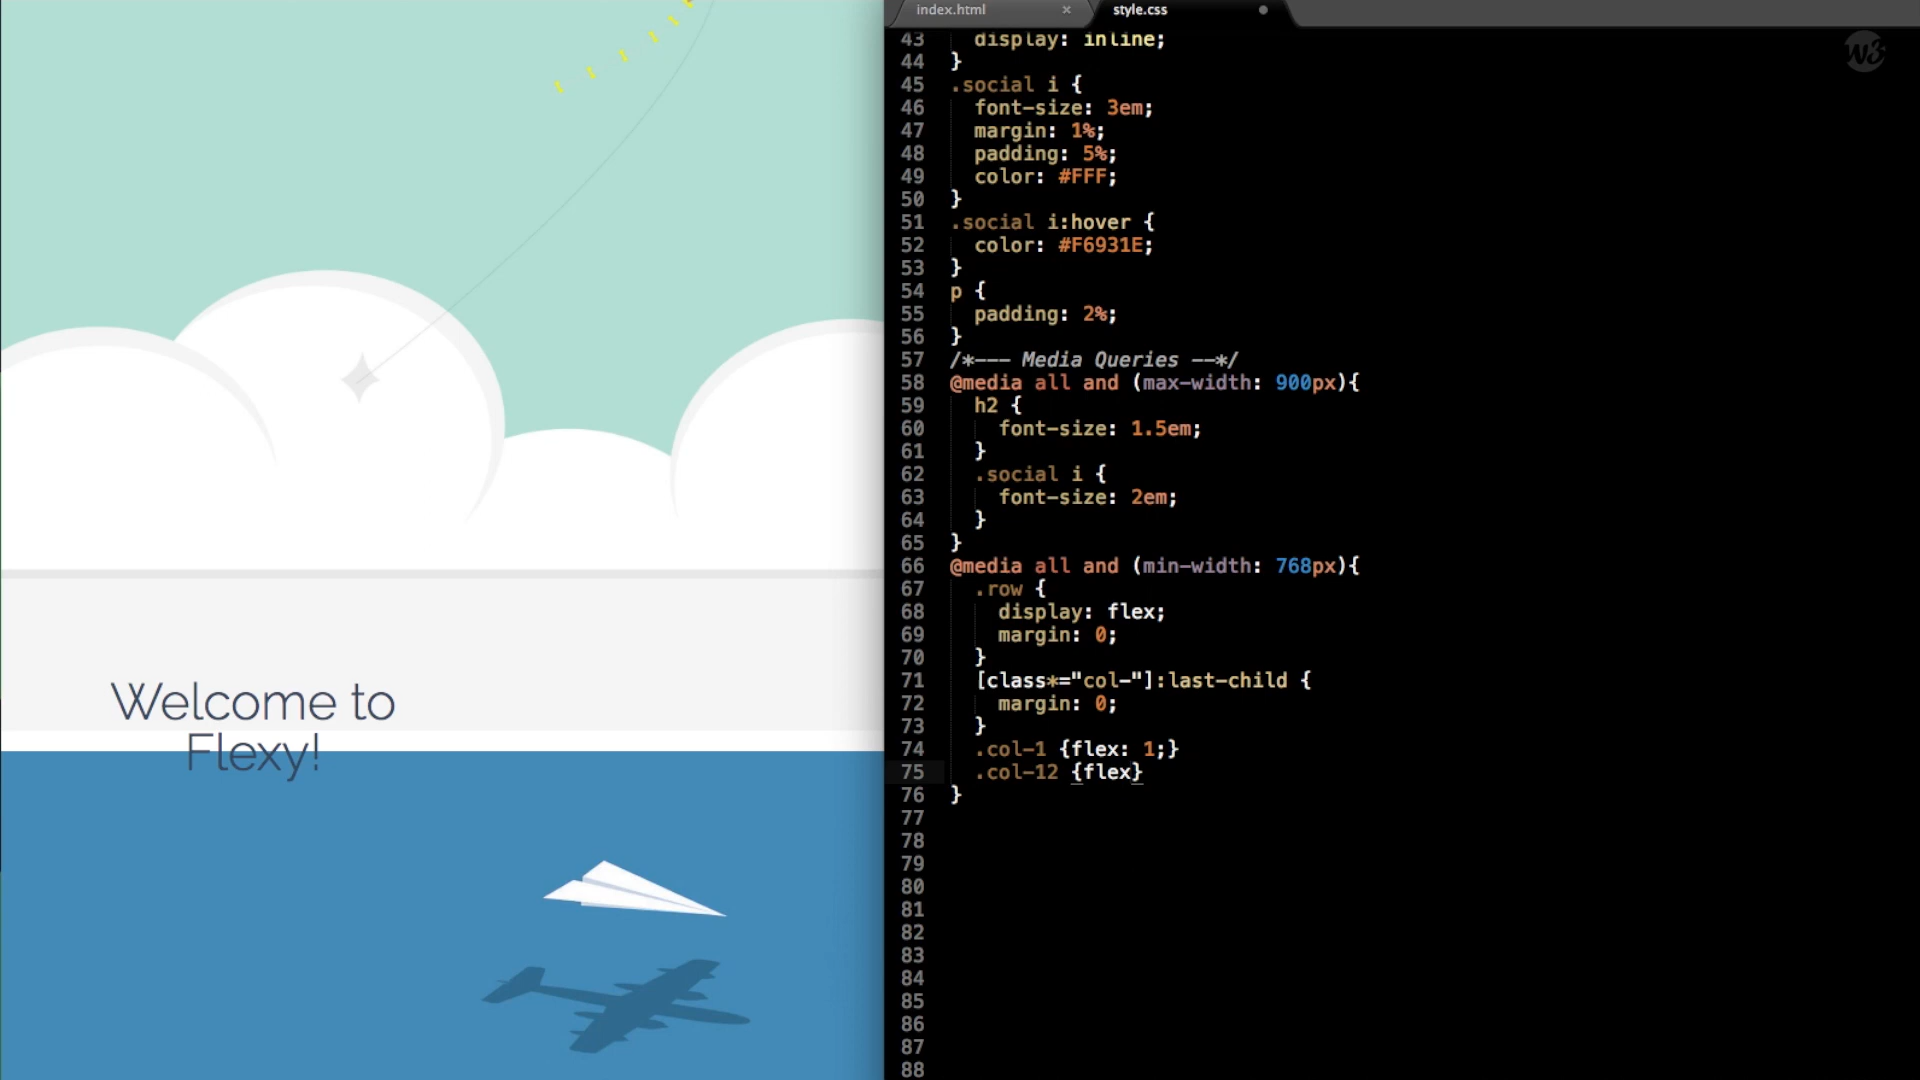 Welcome to
Flexy!
index.html × style.css
W3
43 display: inline;
44 }
45 .social i {
46 font-size: 3em;
47 margin: 1%;
48 padding: 5%;
49 color: #FFF;
50 }
51 .social i:hover {
52 color: #F6931E;
53 }
54 p {
55 padding: 2%;
56 }
57 /*--- Media Queries --*/
58 @media all and (max-width: 900px){
59 h2 {
60 font-size: 1.5em;
61 }
62 .social i {
63 font-size: 2em;
64 }
65 }
66 @media all and (min-width: 768px){
67 .row {
68 display: flex;
69 margin: 0;
70 }
71 [class*="col-"]:last-child {
72 margin: 0;
73 }
74 .col-1 {flex: 1;}
75 .col-12 {flex}
76 }
77
78
79
80
81
82
83
84
85
86
87
88